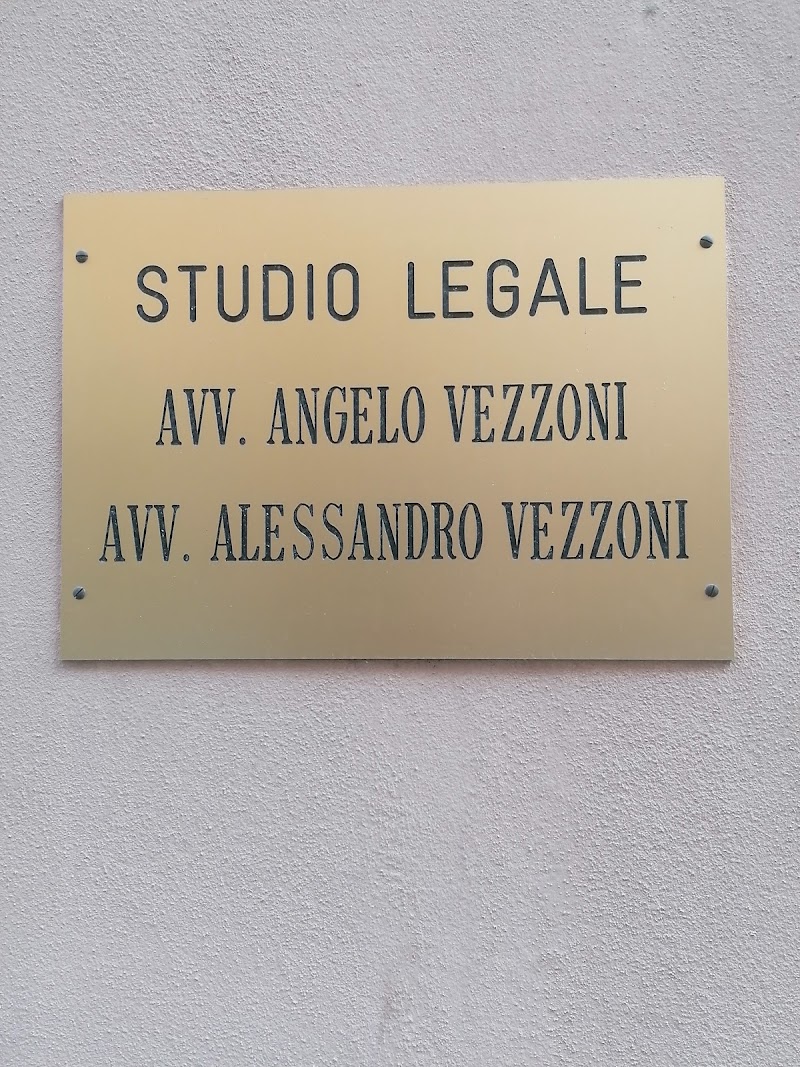 STUDIO LEGALE
AVV. ANGELO VEZZONI
AVV. ALESSANDRO VEZZONI